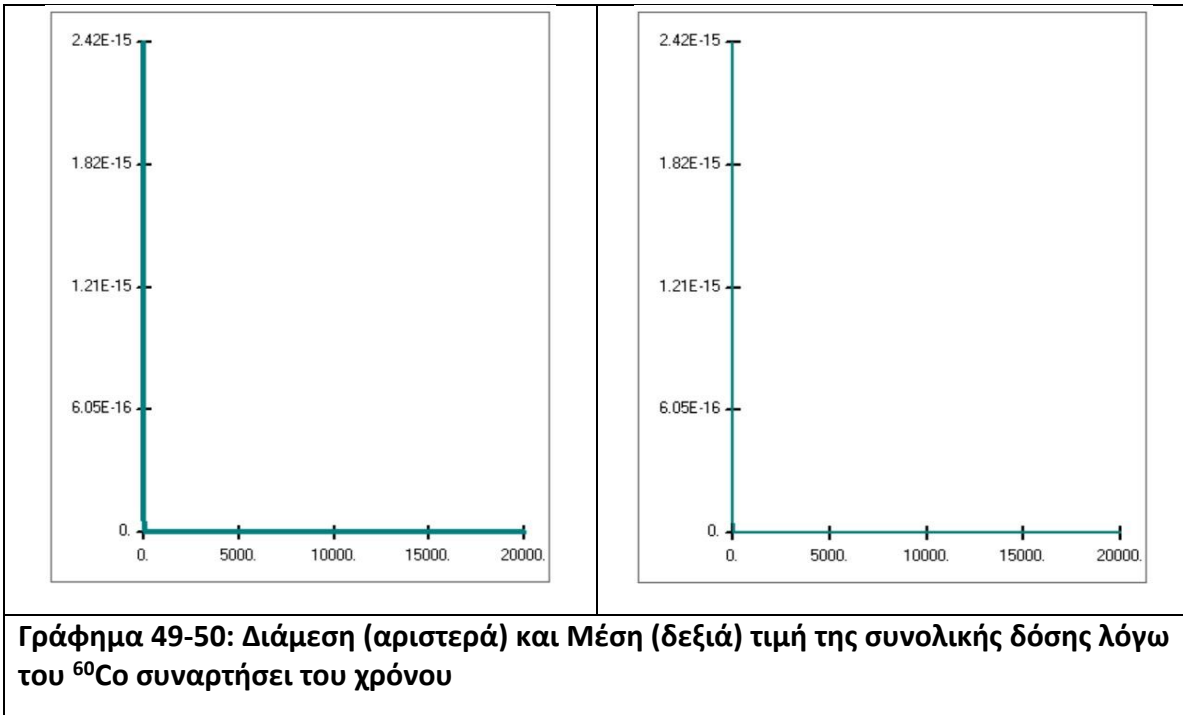 2.42E-15
1.82E-15
1.21E-15
6.05E-16
0.
0. 5000. 10000. 15000. 20000.
2.42E-15
1.82E-15
1.21E-15
6.05E-16
0.
0. 5000. 10000. 15000. 20000.
Γράφημα 49-50: Διάμεση (αριστερά) και Μέση (δεξιά) τιμή της συνολικής δόσης λόγω
του ⁶⁰Co συναρτήσει του χρόνου